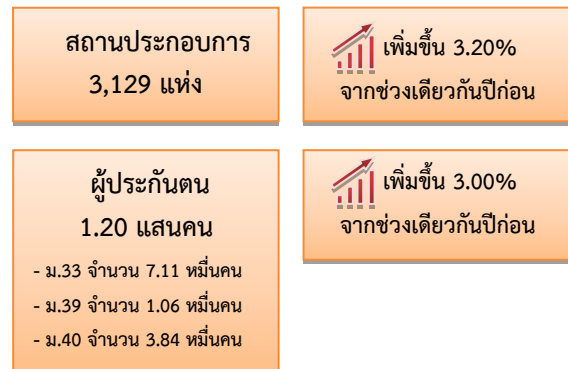 สถานประกอบการ
3,129 แห่ง
เพิ่มขึ้น 3.20%
จากช่วงเดียวกันปีก่อน
ผู้ประกันตน
1.20 แสนคน
- ม.33 จำนวน 7.11 หมื่นคน
- ม.39 จำนวน 1.06 หมื่นคน
- ม.40 จำนวน 3.84 หมื่นคน
เพิ่มขึ้น 3.00%
จากช่วงเดียวกันปีก่อน